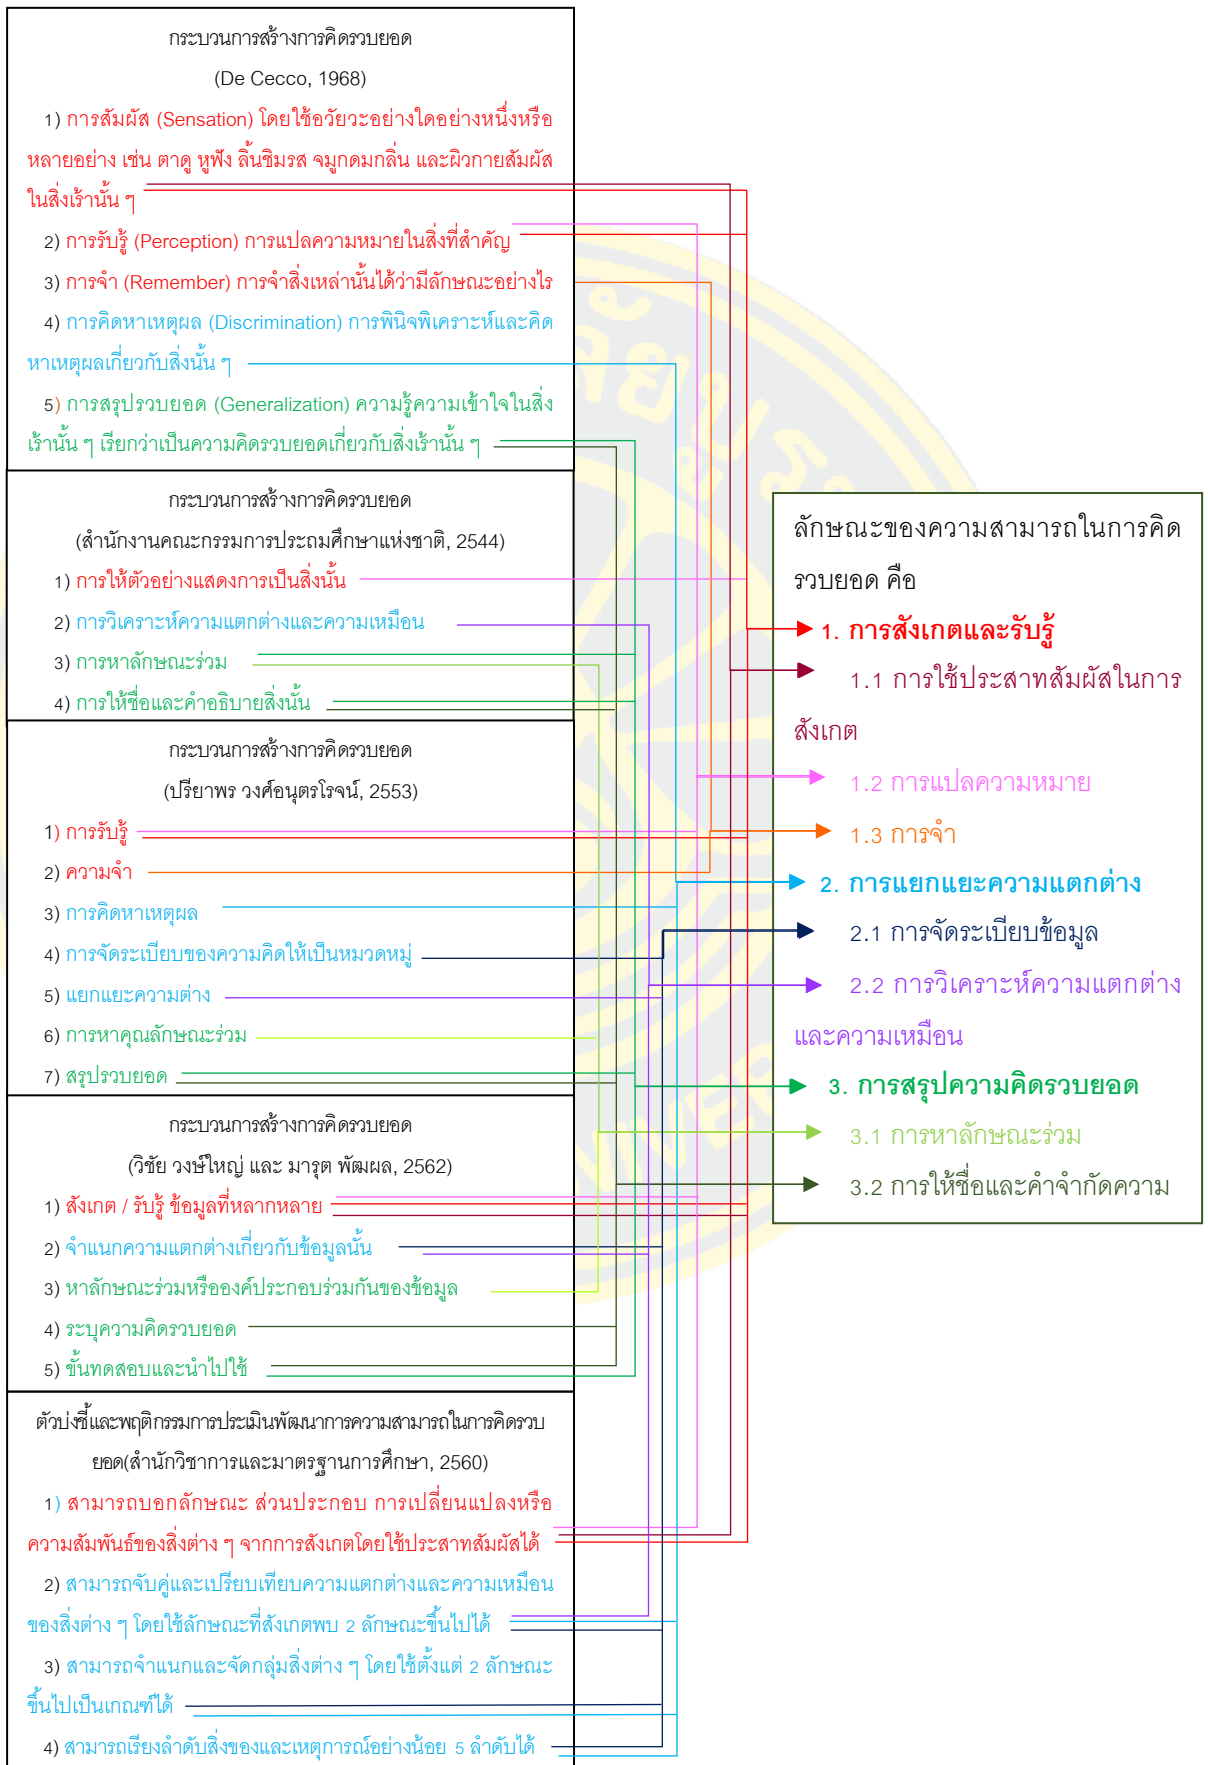 กระบวนการสร้างการคิดรวบยอด
(De Cecco, 1968)
1) การสัมผัส (Sensation) โดยใช้อวัยวะอย่างใดอย่างหนึ่งหรือ
หลายอย่าง เช่น ตาดู หูฟัง ลิ้นชิมรส จมูกดมกลิ่น และผิวกายสัมผัส
ในสิ่งเร้านั้น ๆ
2) การรับรู้ (Perception) การแปลความหมายในสิ่งที่สำคัญ
3) การจำ (Remember) การจำสิ่งเหล่านั้นได้ว่ามีลักษณะอย่างไร
4) การคิดหาเหตุผล (Discrimination) การพินิจพิเคราะห์และคิด
หาเหตุผลเกี่ยวกับสิ่งนั้น ๆ
5) การสรุปรวบยอด (Generalization) ความรู้ความเข้าใจในสิ่ง
เร้านั้น ๆ เรียกว่าเป็นความคิดรวบยอดเกี่ยวกับสิ่งเร้านั้น ๆ
กระบวนการสร้างการคิดรวบยอด
(สำนักงานคณะกรรมการประถมศึกษาแห่งชาติ, 2544)
1) การให้ตัวอย่างแสดงการเป็นสิ่งนั้น
2) การวิเคราะห์ความแตกต่างและความเหมือน
3) การหาลักษณะร่วม
4) การให้ชื่อและคำอธิบายสิ่งนั้น
กระบวนการสร้างการคิดรวบยอด
(ปรียาพร วงศ์อนุตรโรจน์, 2553)
1) การรับรู้
2) ความจำ
3) การคิดหาเหตุผล
4) การจัดระเบียบของความคิดให้เป็นหมวดหมู่
5) แยกแยะความต่าง
6) การหาคุณลักษณะร่วม
7) สรุปรวบยอด
กระบวนการสร้างการคิดรวบยอด
(วิชัย วงษ์ใหญ่ และ มารุต พัฒผล, 2562)
1) สังเกต / รับรู้ ข้อมูลที่หลากหลาย
2) จำแนกความแตกต่างเกี่ยวกับข้อมูลนั้น
3) หาลักษณะร่วมหรือองค์ประกอบร่วมกันของข้อมูล
4) ระบุความคิดรวบยอด
5) ขั้นทดสอบและนำไปใช้
ตัวบ่งชี้และพฤติกรรมการประเมินพัฒนาการความสามารถในการคิดรวบ
ยอด(สำนักวิชาการและมาตรฐานการศึกษา, 2560)
1) สามารถบอกลักษณะ ส่วนประกอบ การเปลี่ยนแปลงหรือ
ความสัมพันธ์ของสิ่งต่าง ๆ จากการสังเกตโดยใช้ประสาทสัมผัสได้
2) สามารถจับคู่และเปรียบเทียบความแตกต่างและความเหมือน
ของสิ่งต่าง ๆ โดยใช้ลักษณะที่สังเกตพบ 2 ลักษณะขึ้นไปได้
3) สามารถจำแนกและจัดกลุ่มสิ่งต่าง ๆ โดยใช้ตั้งแต่ 2 ลักษณะ
ขึ้นไปเป็นเกณฑ์ได้
4) สามารถเรียงลำดับสิ่งของและเหตุการณ์อย่างน้อย 5 ลำดับได้
ลักษณะของความสามารถในการคิด
รวบยอด คือ
1. การสังเกตและรับรู้
1.1 การใช้ประสาทสัมผัสในการ
สังเกต
1.2 การแปลความหมาย
1.3 การจำ
2. การแยกแยะความแตกต่าง
2.1 การจัดระเบียบข้อมูล
2.2 การวิเคราะห์ความแตกต่าง
และความเหมือน
3. การสรุปความคิดรวบยอด
3.1 การหาลักษณะร่วม
3.2 การให้ชื่อและคำจำกัดความ